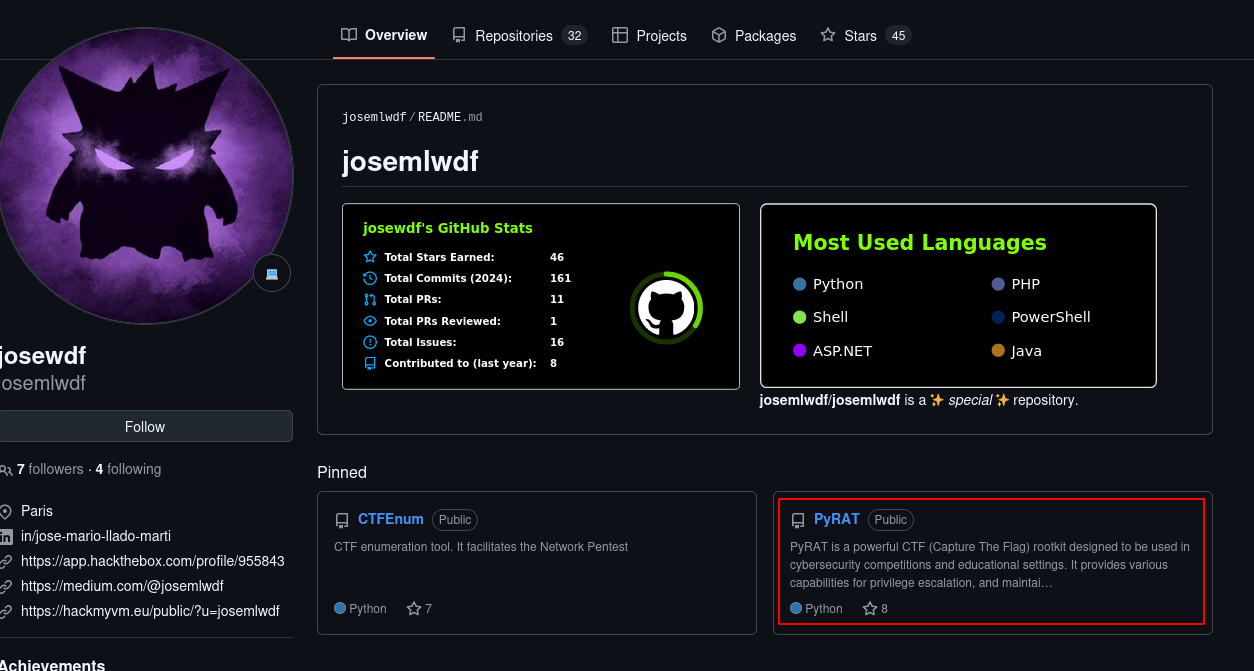 Overview Repositories 32 Projects Packages Stars 45
josemlwdf/README.md
josemlwdf
josewdf's GitHub Stats
Total Stars Earned: 46
Total Commits (2024): 161
Total PRs: 11
Total PRs Reviewed: 1
Total Issues: 16
Contributed to (last year): 8
Most Used Languages
Python PHP
Shell PowerShell
ASP.NET Java
josemlwdf/josemlwdf is a ✨ special ✨ repository.
josewdf
josemlwdf
Follow
7 followers · 4 following
Paris
in/jose-mario-llado-marti
https://app.hackthebox.com/profile/955843
https://medium.com/@josemlwdf
https://hackmyvm.eu/public/?u=josemlwdf
Achievements
Pinned
CTFEnum Public
CTF enumeration tool. It facilitates the Network Pentest
Python 7
PyRAT Public
PyRAT is a powerful CTF (Capture The Flag) rootkit designed to be used in
cybersecurity competitions and educational settings. It provides various
capabilities for privilege escalation, and maintai…
Python 8